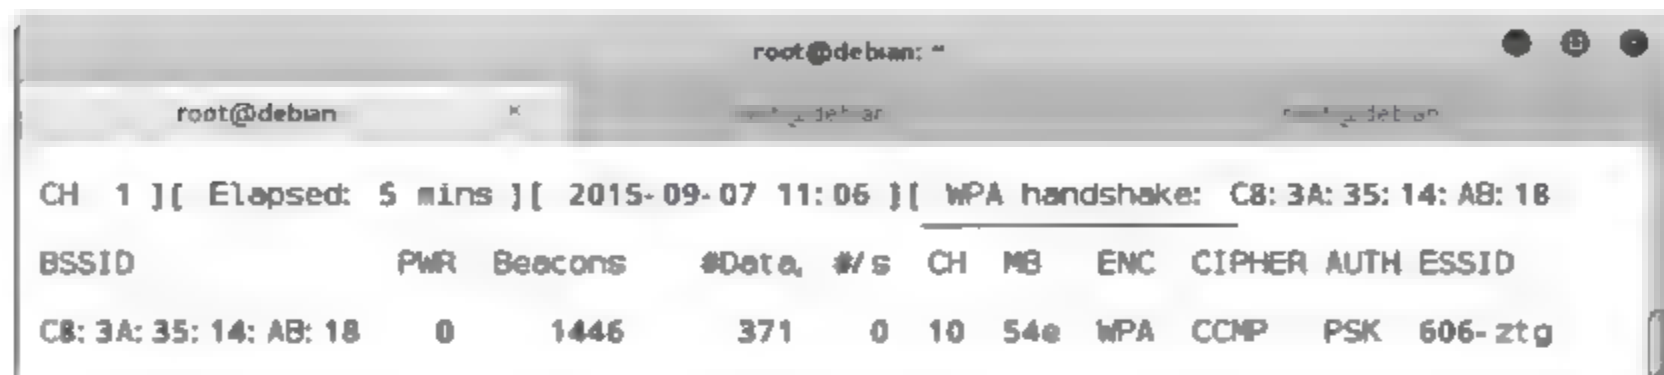 root@debian: ~
root@debian ×
CH 1 ][ Elapsed: 5 mins ][ 2015-09-07 11:06 ][ WPA handshake: C8:3A:35:14:AB:18
BSSID PWR Beacons #Data, #/s CH MB ENC CIPHER AUTH ESSID
C8:3A:35:14:AB:18 0 1446 371 0 10 54e WPA CCMP PSK 606-ztg